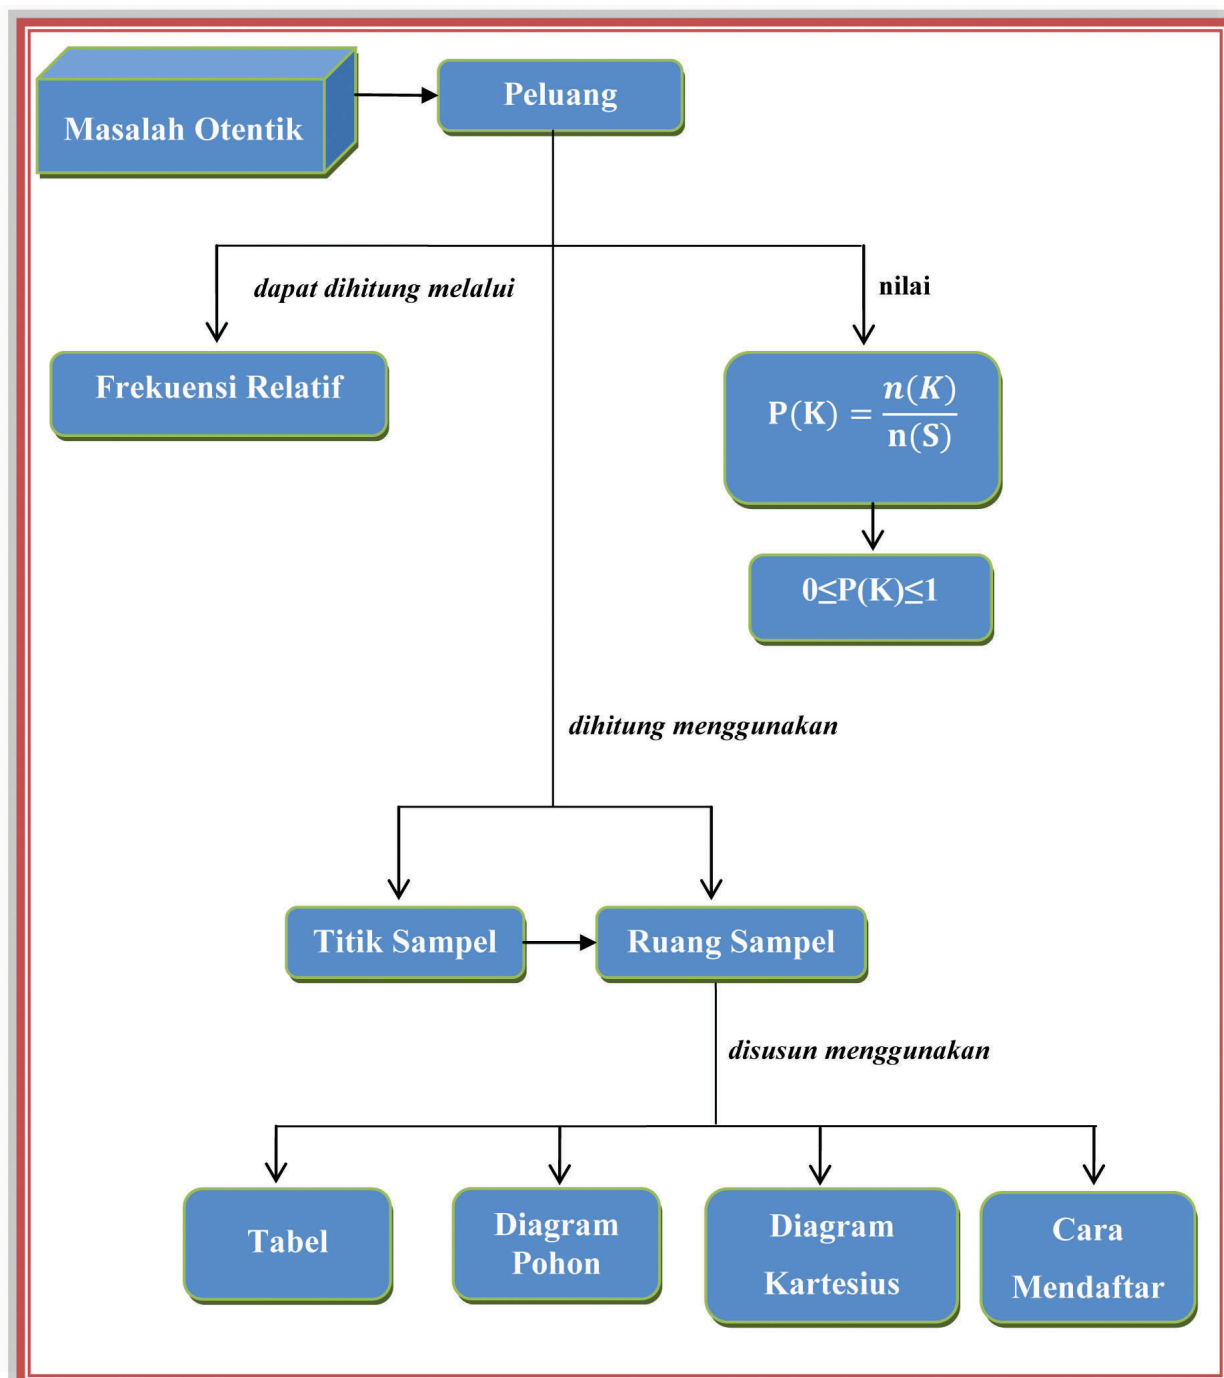 Masalah Otentik
Peluang
dapat dihitung melalui
nilai
Frekuensi Relatif
P(K) = n(K)/n(S)
0≤P(K)≤1
dihitung menggunakan
Titik Sampel
Ruang Sampel
disusun menggunakan
Tabel
Diagram
Pohon
Diagram
Kartesius
Cara
Mendaftar